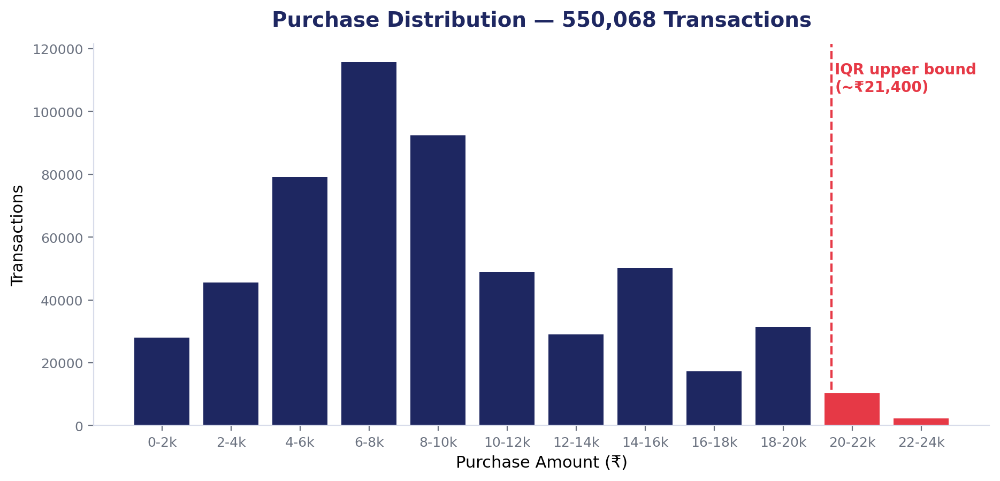 Purchase Distribution — 550,068 Transactions
120000
100000
80000
60000
40000
20000
0
Transactions
IQR upper bound
(~₹21,400)
0-2k 2-4k 4-6k 6-8k 8-10k 10-12k 12-14k 14-16k 16-18k 18-20k 20-22k 22-24k
Purchase Amount (₹)